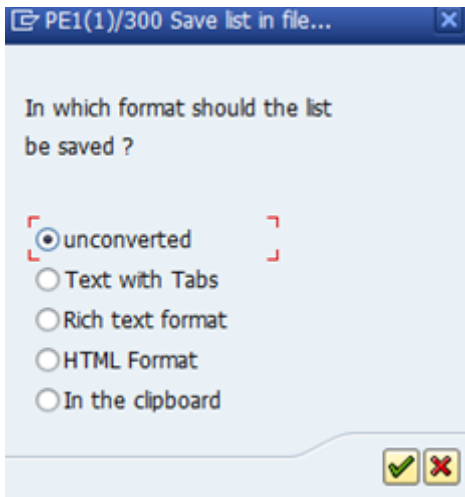 PE1(1)/300 Save list in file...
In which format should the list
be saved ?
unconverted
Text with Tabs
Rich text format
HTML Format
In the clipboard